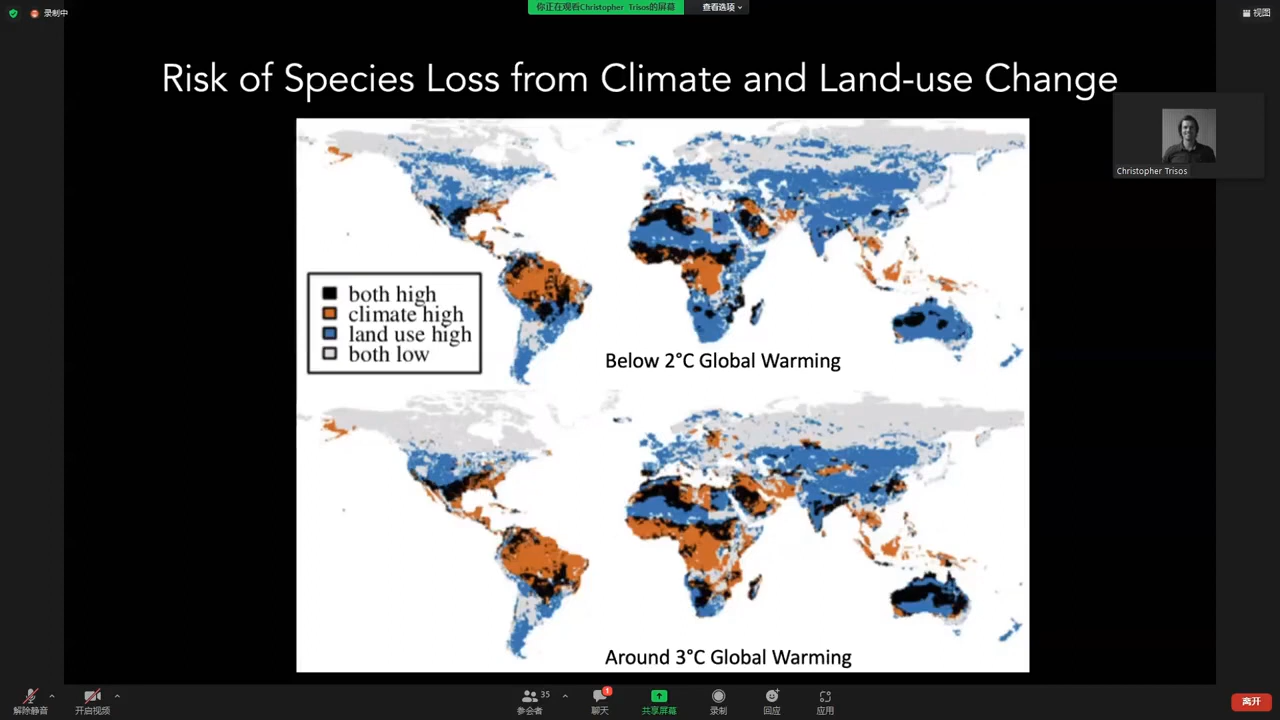 录制中
你正在观看Christopher Trisos的屏幕
查看选项
视图
Risk of Species Loss from Climate and Land-use Change
Christopher Trisos
both high
climate high
land use high
both low
Below 2°C Global Warming
Around 3°C Global Warming
解除静音
开启视频
35
参会者
1
聊天
共享屏幕
录制
回应
应用
离开